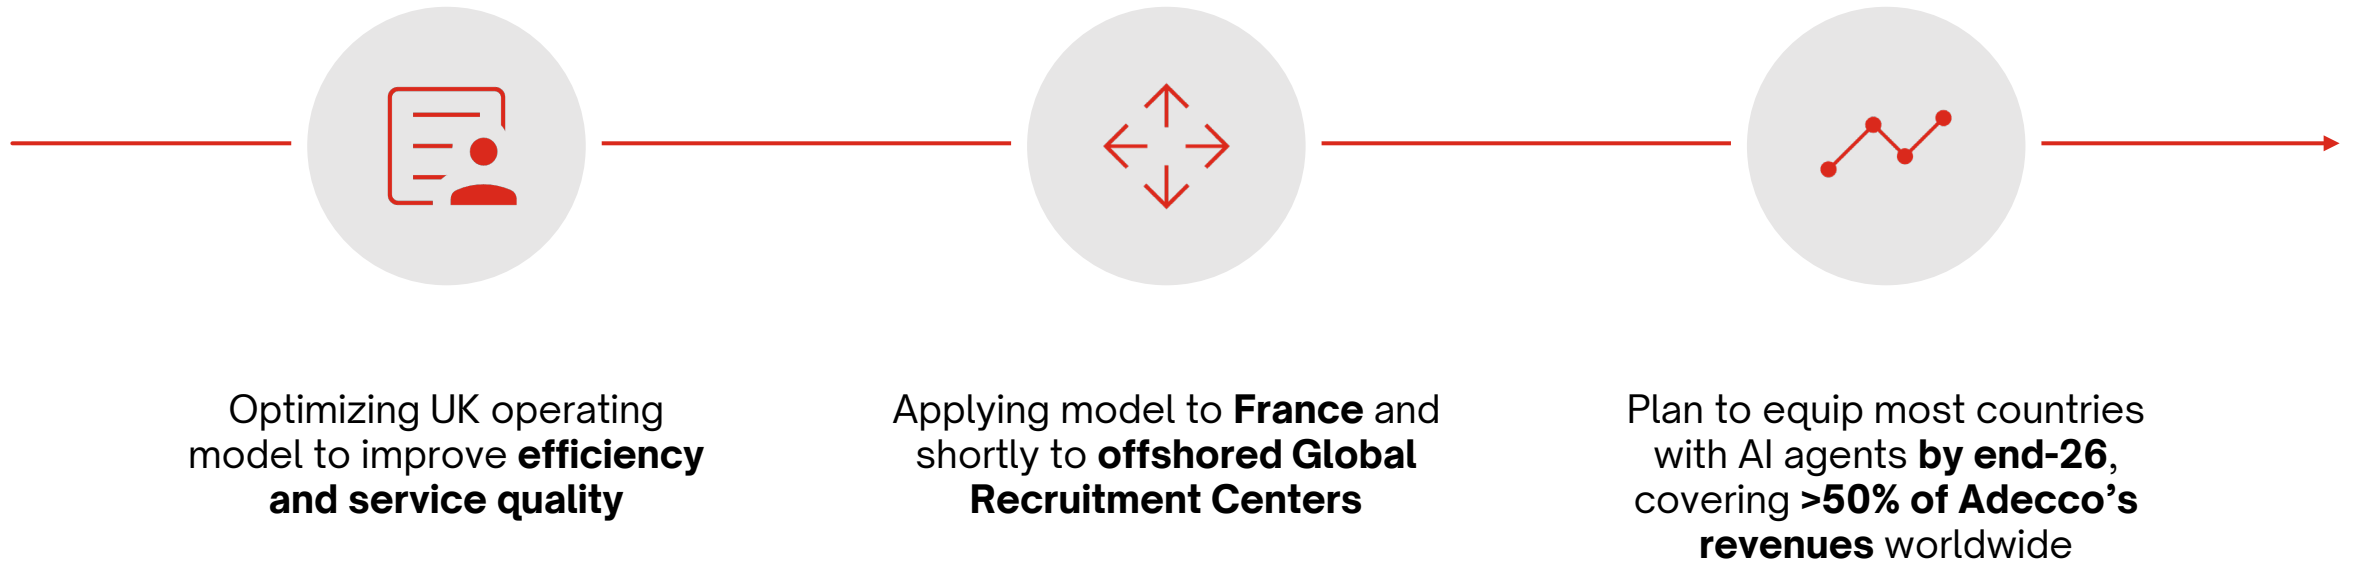 Optimizing UK operating
model to improve efficiency
and service quality
Applying model to France and
shortly to offshored Global
Recruitment Centers
Plan to equip most countries
with AI agents by end-26,
covering >50% of Adecco’s
revenues worldwide